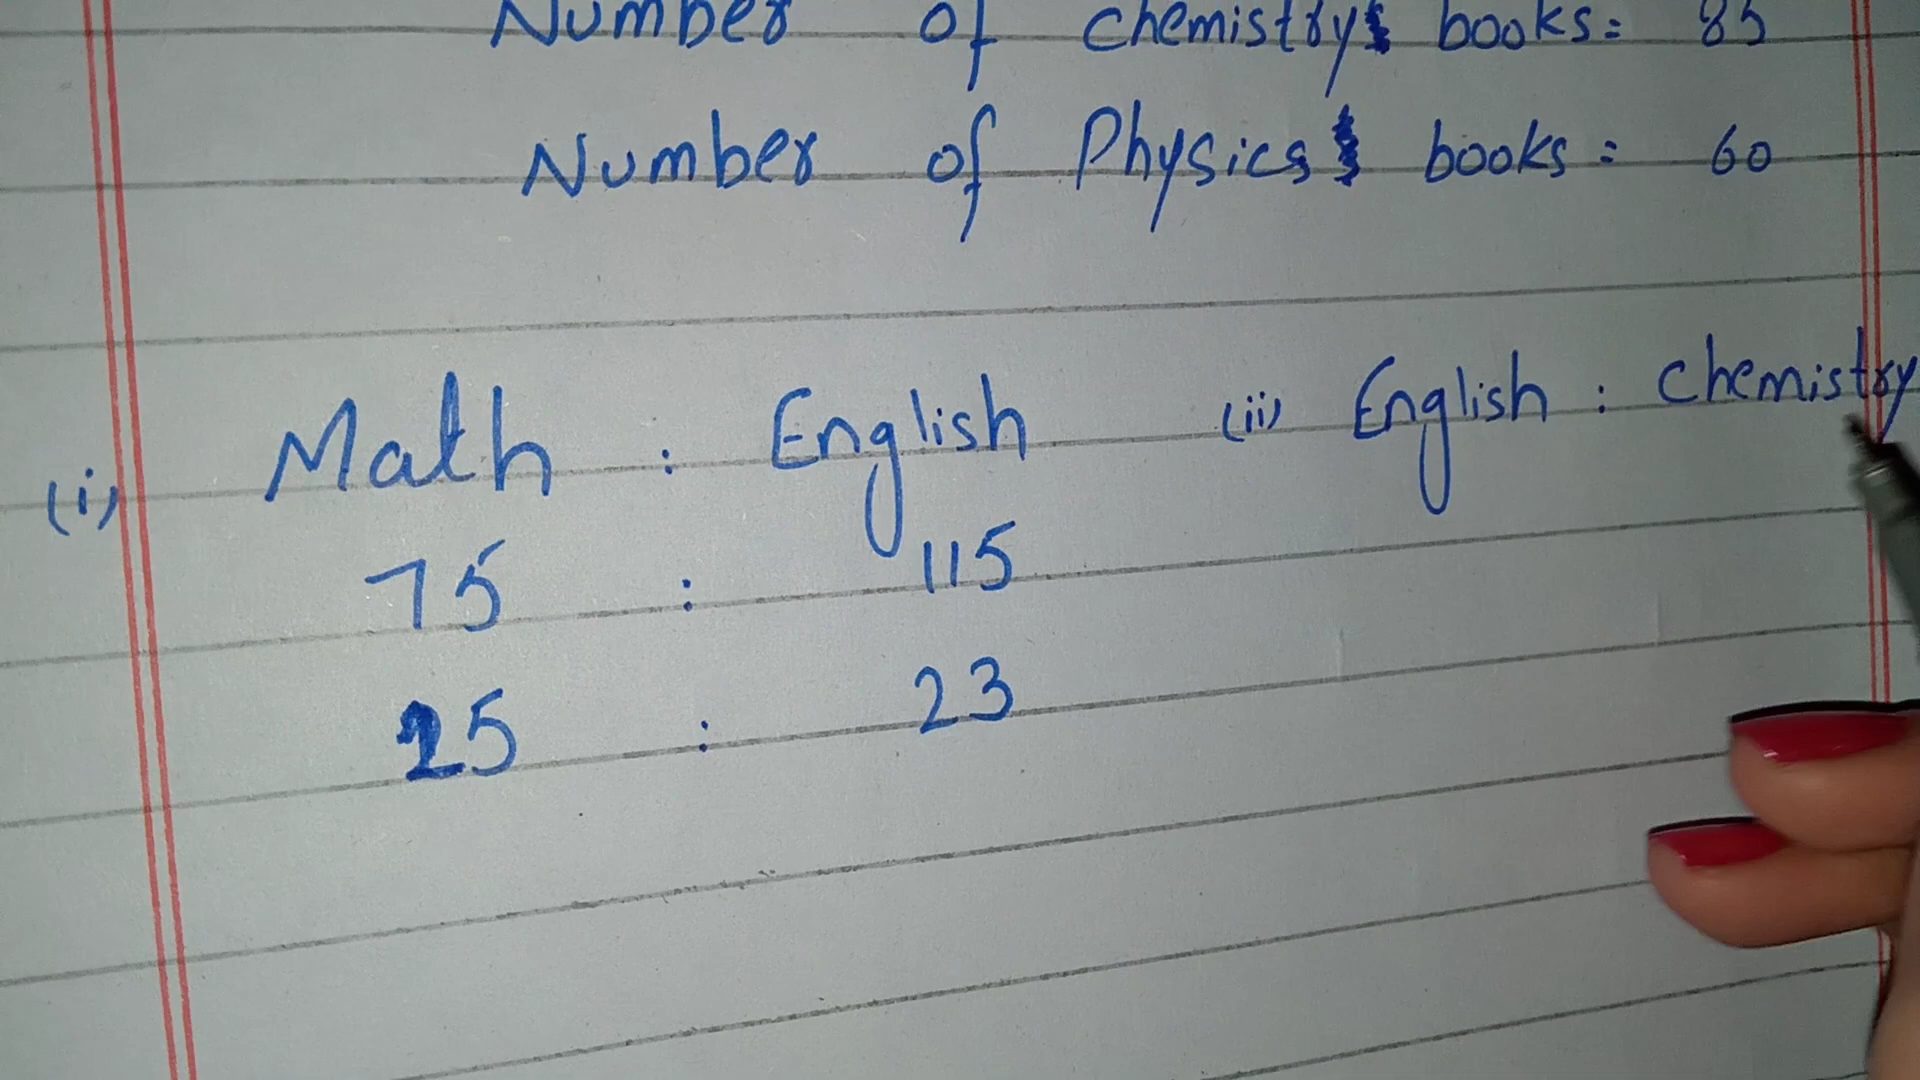 Number of chemistry books: 85
Number of Physics books: 60
(i) Math : English
75 : 115
25 : 23
(ii) English : Chemistry